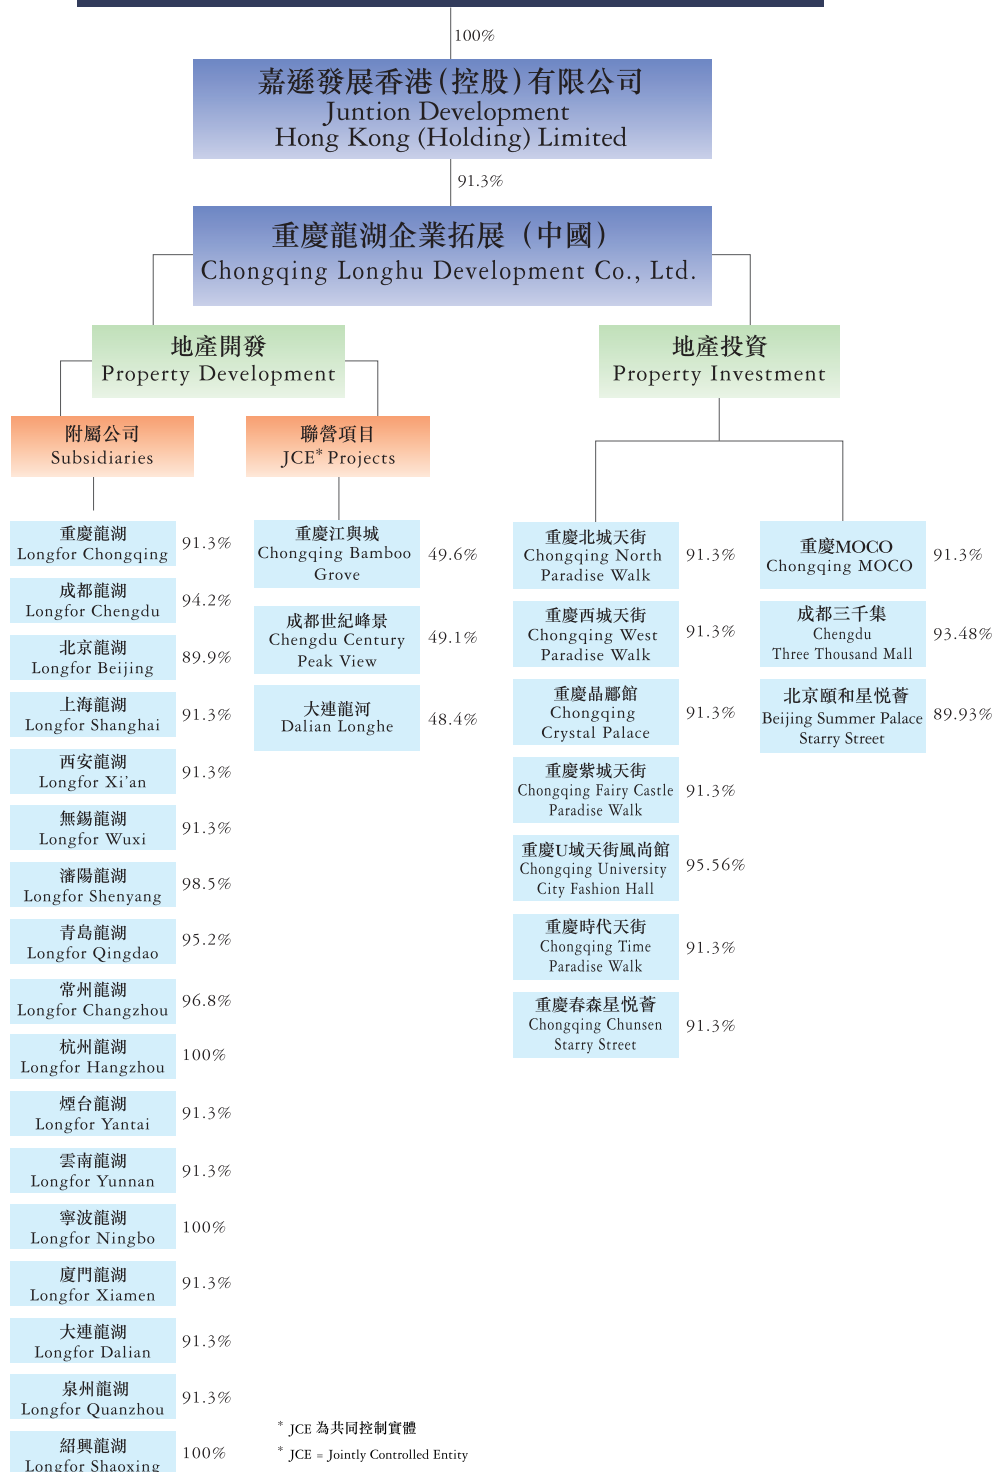 100%
嘉遜發展香港(控股)有限公司
Juntion Development
Hong Kong (Holding) Limited
91.3%
重慶龍湖企業拓展（中國）
Chongqing Longhu Development Co., Ltd.
地產開發
Property Development
地產投資
Property Investment
附屬公司
Subsidiaries
聯營項目
JCE* Projects
重慶龍湖
Longfor Chongqing
91.3%
成都龍湖
Longfor Chengdu
94.2%
北京龍湖
Longfor Beijing
89.9%
上海龍湖
Longfor Shanghai
91.3%
西安龍湖
Longfor Xi'an
91.3%
無錫龍湖
Longfor Wuxi
91.3%
瀋陽龍湖
Longfor Shenyang
98.5%
青島龍湖
Longfor Qingdao
95.2%
常州龍湖
Longfor Changzhou
96.8%
杭州龍湖
Longfor Hangzhou
100%
煙台龍湖
Longfor Yantai
91.3%
雲南龍湖
Longfor Yunnan
91.3%
寧波龍湖
Longfor Ningbo
100%
廈門龍湖
Longfor Xiamen
91.3%
大連龍湖
Longfor Dalian
91.3%
泉州龍湖
Longfor Quanzhou
91.3%
紹興龍湖
Longfor Shaoxing
100%
重慶江與城
Chongqing Bamboo
Grove
49.6%
成都世紀峰景
Chengdu Century
Peak View
49.1%
大連龍河
Dalian Longhe
48.4%
重慶北城天街
Chongqing North
Paradise Walk
91.3%
重慶西城天街
Chongqing West
Paradise Walk
91.3%
重慶晶酈館
Chongqing
Crystal Palace
91.3%
重慶紫城天街
Chongqing Fairy Castle
Paradise Walk
91.3%
重慶U城天街風尚館
Chongqing University
City Fashion Hall
95.56%
重慶時代天街
Chongqing Time
Paradise Walk
91.3%
重慶春森星悅薈
Chongqing Chunsen
Starry Street
91.3%
重慶MOCO
Chongqing MOCO
91.3%
成都三千集
Chengdu
Three Thousand Mall
93.48%
北京頤和星悅薈
Beijing Summer Palace
Starry Street
89.93%
* JCE 為共同控制實體
* JCE = Jointly Controlled Entity